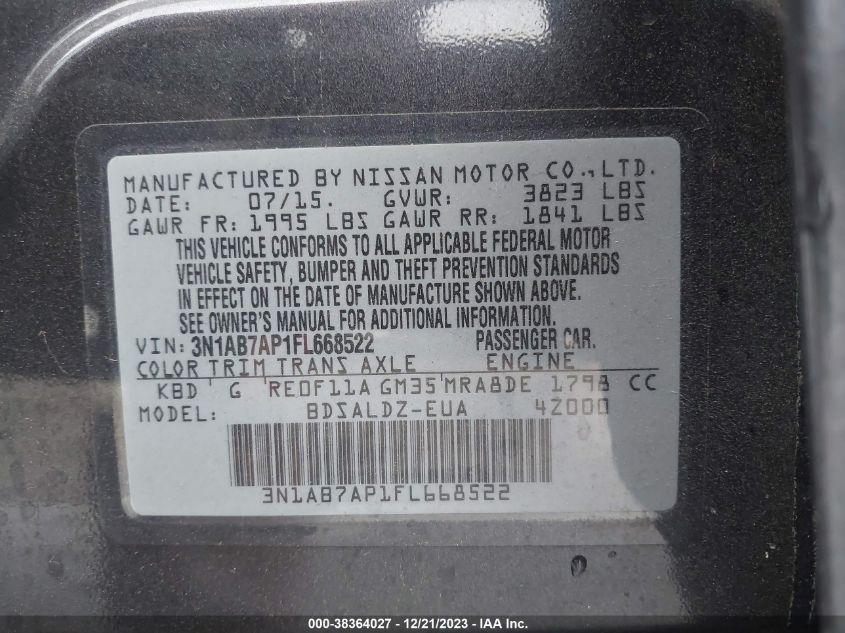 MANUFACTURED BY NISSAN MOTOR CO.,LTD.
DATE: 07/15. GVWR: 3823 LBS
GAWR FR: 1995 LBS GAWR RR: 1841 LBS
THIS VEHICLE CONFORMS TO ALL APPLICABLE FEDERAL MOTOR
VEHICLE SAFETY, BUMPER AND THEFT PREVENTION STANDARDS
IN EFFECT ON THE DATE OF MANUFACTURE SHOWN ABOVE.
SEE OWNER'S MANUAL FOR ADDITIONAL INFORMATION.
VIN: 3N1AB7AP1FL668522 PASSENGER CAR.
COLOR TRIM TRANS AXLE ENGINE
KBD G RE0F11A GM35 MRA8DE 1798 CC
MODEL: BDSALDZ-EUA 4Z000
3N1AB7AP1FL668522
000-38364027 - 12/21/2023 - IAA Inc.